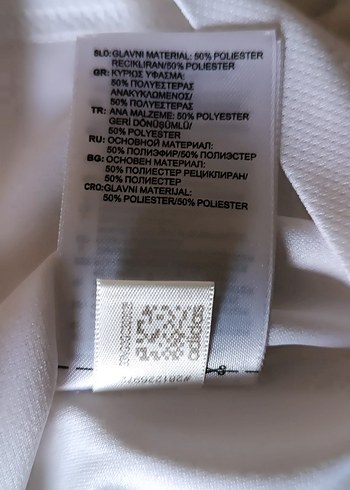 SLO:GLAVNI MATERIAL: 50% POLIESTER
RECIKLIRAN/50% POLIESTER
GR: ΚΥΡΙΟΣ ΥΦΑΣΜΑ:
50% ΠΟΛΥΕΣΤΕΡΑΣ
ΑΝΑΚΥΚΛΩΜΕΝΟΣ/
50% ΠΟΛΥΕΣΤΕΡΑΣ
TR: ANA MALZEME: 50% POLYESTER
GERİ DÖNÜŞÜMLÜ/
50% POLYESTER
RU: ОСНОВНОЙ МАТЕРИАЛ:
50% ПОЛИЭФИР/50% ПОЛИЭСТЕР
BG: ОСНОВЕН МАТЕРИАЛ:
50% ПОЛИЕСТЕР РЕЦИКЛИРАН/
50% ПОЛИЕСТЕР
CRO:GLAVNI MATERIJAL:
50% POLIESTER/50% POLIESTER
adidas